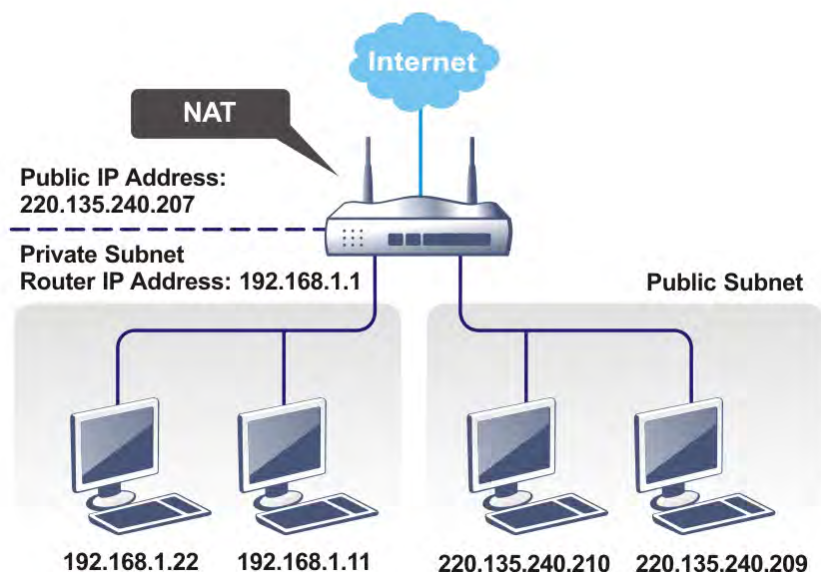 Internet
NAT
Public IP Address:
220.135.240.207
Private Subnet
Router IP Address: 192.168.1.1
Public Subnet
192.168.1.22
192.168.1.11
220.135.240.210
220.135.240.209